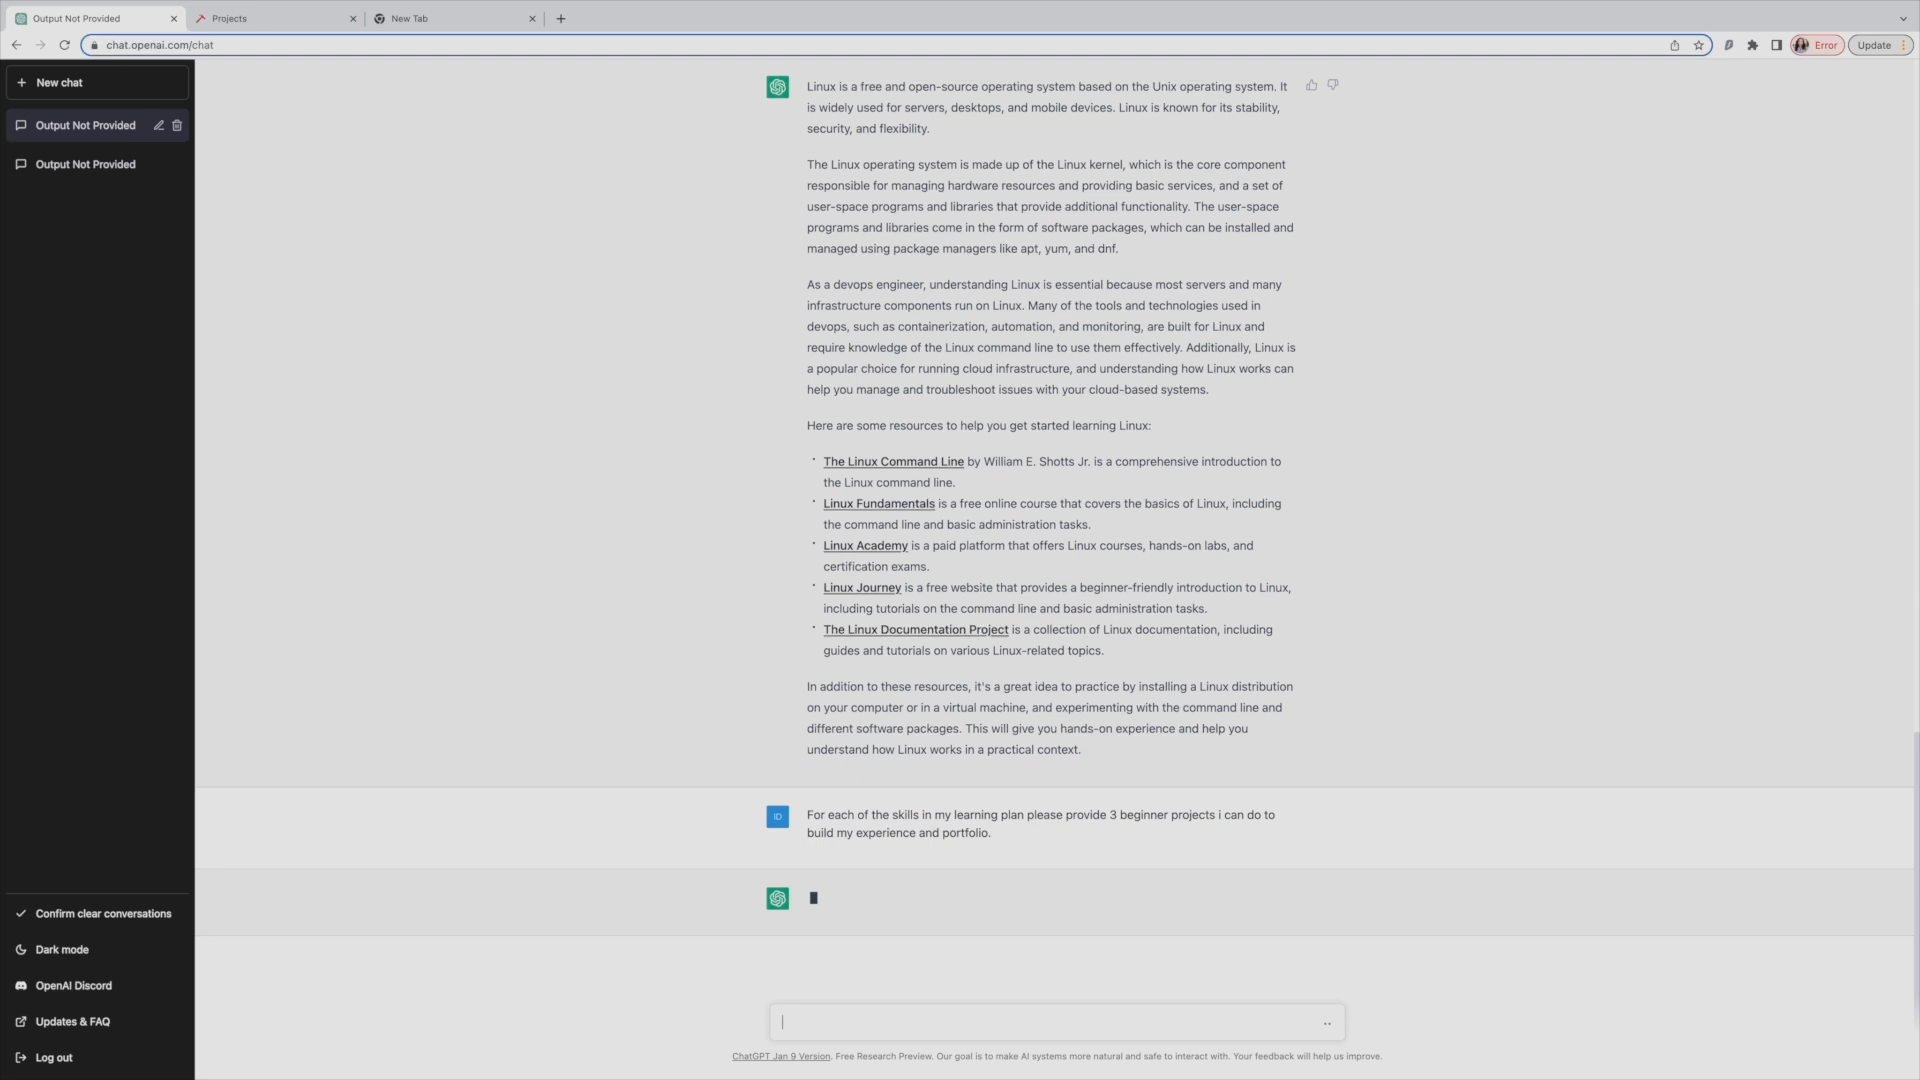 Output Not Provided
Projects
New Tab
chat.openai.com/chat
Error
Update
New chat
Output Not Provided
Output Not Provided
Linux is a free and open-source operating system based on the Unix operating system. It
is widely used for servers, desktops, and mobile devices. Linux is known for its stability,
security, and flexibility.
The Linux operating system is made up of the Linux kernel, which is the core component
responsible for managing hardware resources and providing basic services, and a set of
user-space programs and libraries that provide additional functionality. The user-space
programs and libraries come in the form of software packages, which can be installed and
managed using package managers like apt, yum, and dnf.
As a devops engineer, understanding Linux is essential because most servers and many
infrastructure components run on Linux. Many of the tools and technologies used in
devops, such as containerization, automation, and monitoring, are built for Linux and
require knowledge of the Linux command line to use them effectively. Additionally, Linux is
a popular choice for running cloud infrastructure, and understanding how Linux works can
help you manage and troubleshoot issues with your cloud-based systems.
Here are some resources to help you get started learning Linux:
The Linux Command Line by William E. Shotts Jr. is a comprehensive introduction to
the Linux command line.
Linux Fundamentals is a free online course that covers the basics of Linux, including
the command line and basic administration tasks.
Linux Academy is a paid platform that offers Linux courses, hands-on labs, and
certification exams.
Linux Journey is a free website that provides a beginner-friendly introduction to Linux,
including tutorials on the command line and basic administration tasks.
The Linux Documentation Project is a collection of Linux documentation, including
guides and tutorials on various Linux-related topics.
In addition to these resources, it's a great idea to practice by installing a Linux distribution
on your computer or in a virtual machine, and experimenting with the command line and
different software packages. This will give you hands-on experience and help you
understand how Linux works in a practical context.
ID
For each of the skills in my learning plan please provide 3 beginner projects i can do to
build my experience and portfolio.
Confirm clear conversations
Dark mode
OpenAI Discord
Updates & FAQ
Log out
ChatGPT Jan 9 Version. Free Research Preview. Our goal is to make AI systems more natural and safe to interact with. Your feedback will help us improve.